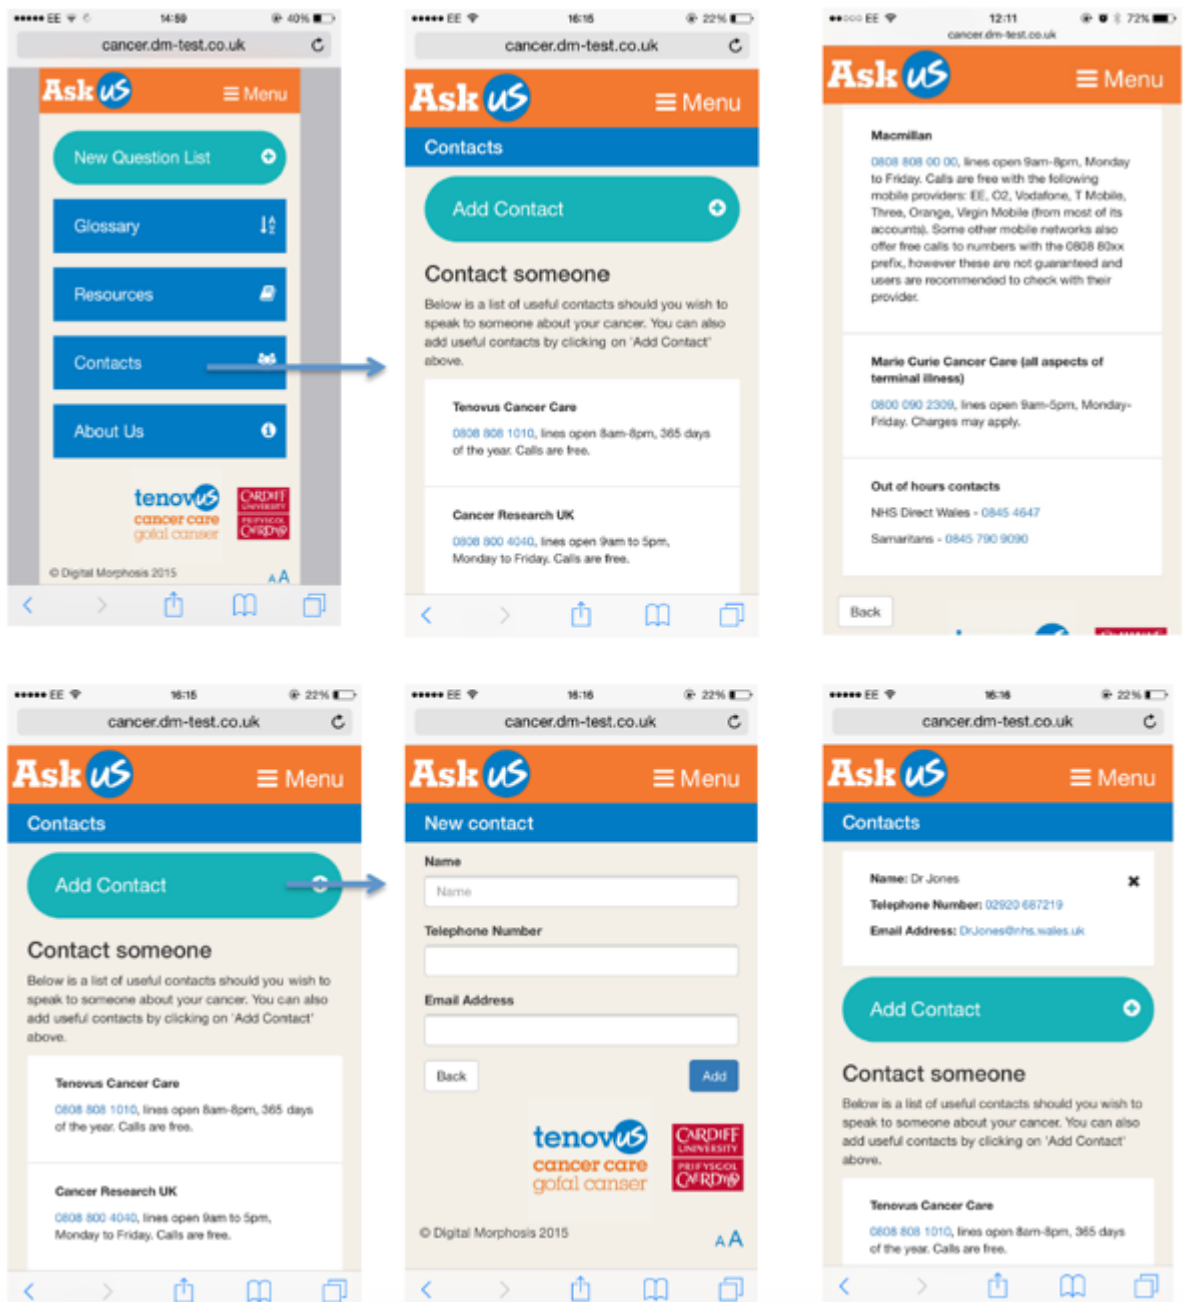 EE 14:59 40%
cancer.dm-test.co.uk
Ask us Menu
New Question List
Glossary
Resources
Contacts
About Us
tenovus
cancer care
gofal canser
CARDIFF
UNIVERSITY
PRIFYSGOL
CAERDYDD
© Digital Morphosis 2015
AA
EE 16:15 22%
cancer.dm-test.co.uk
Ask us Menu
Contacts
Add Contact
Contact someone
Below is a list of useful contacts should you wish to
speak to someone about your cancer. You can also
add useful contacts by clicking on 'Add Contact'
above.
Tenovus Cancer Care
0808 808 1010, lines open 8am-8pm, 365 days
of the year. Calls are free.
Cancer Research UK
0808 800 4040, lines open 9am to 5pm,
Monday to Friday. Calls are free.
EE 12:11 72%
cancer.dm-test.co.uk
Ask us Menu
Macmillan
0808 808 00 00, lines open 9am-8pm, Monday
to Friday. Calls are free with the following
mobile providers: EE, O2, Vodafone, T Mobile,
Three, Orange, Virgin Mobile (from most of its
accounts). Some other mobile networks also
offer free calls to numbers with the 0808 80xx
prefix, however these are not guaranteed and
users are recommended to check with their
provider.
Marie Curie Cancer Care (all aspects of
terminal illness)
0800 090 2309, lines open 9am-5pm, Monday-
Friday. Charges may apply.
Out of hours contacts
NHS Direct Wales - 0845 4647
Samaritans - 0845 790 9090
Back
EE 16:15 22%
cancer.dm-test.co.uk
Ask us Menu
Contacts
Add Contact
Contact someone
Below is a list of useful contacts should you wish to
speak to someone about your cancer. You can also
add useful contacts by clicking on 'Add Contact'
above.
Tenovus Cancer Care
0808 808 1010, lines open 8am-8pm, 365 days
of the year. Calls are free.
Cancer Research UK
0808 800 4040, lines open 9am to 5pm,
Monday to Friday. Calls are free.
EE 16:16 22%
cancer.dm-test.co.uk
Ask us Menu
New contact
Name
Name
Telephone Number
Email Address
Back Add
tenovus
cancer care
gofal canser
CARDIFF
UNIVERSITY
PRIFYSGOL
CAERDYDD
© Digital Morphosis 2015
AA
EE 16:16 22%
cancer.dm-test.co.uk
Ask us Menu
Contacts
Name: Dr Jones
Telephone Number: 02920 687219
Email Address: DrJones@nhs.wales.uk
Add Contact
Contact someone
Below is a list of useful contacts should you wish to
speak to someone about your cancer. You can also
add useful contacts by clicking on 'Add Contact'
above.
Tenovus Cancer Care
0808 808 1010, lines open 8am-8pm, 365 days
of the year. Calls are free.